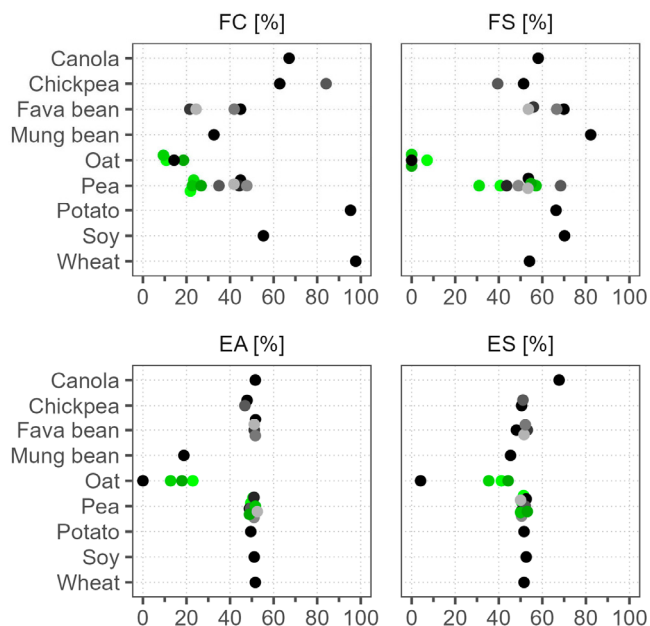 FC [%]
FS [%]
Canola
Chickpea
Fava bean
Mung bean
Oat
Pea
Potato
Soy
Wheat
0 20 40 60 80 100
0 20 40 60 80 100
EA [%]
ES [%]
Canola
Chickpea
Fava bean
Mung bean
Oat
Pea
Potato
Soy
Wheat
0 20 40 60 80 100
0 20 40 60 80 100